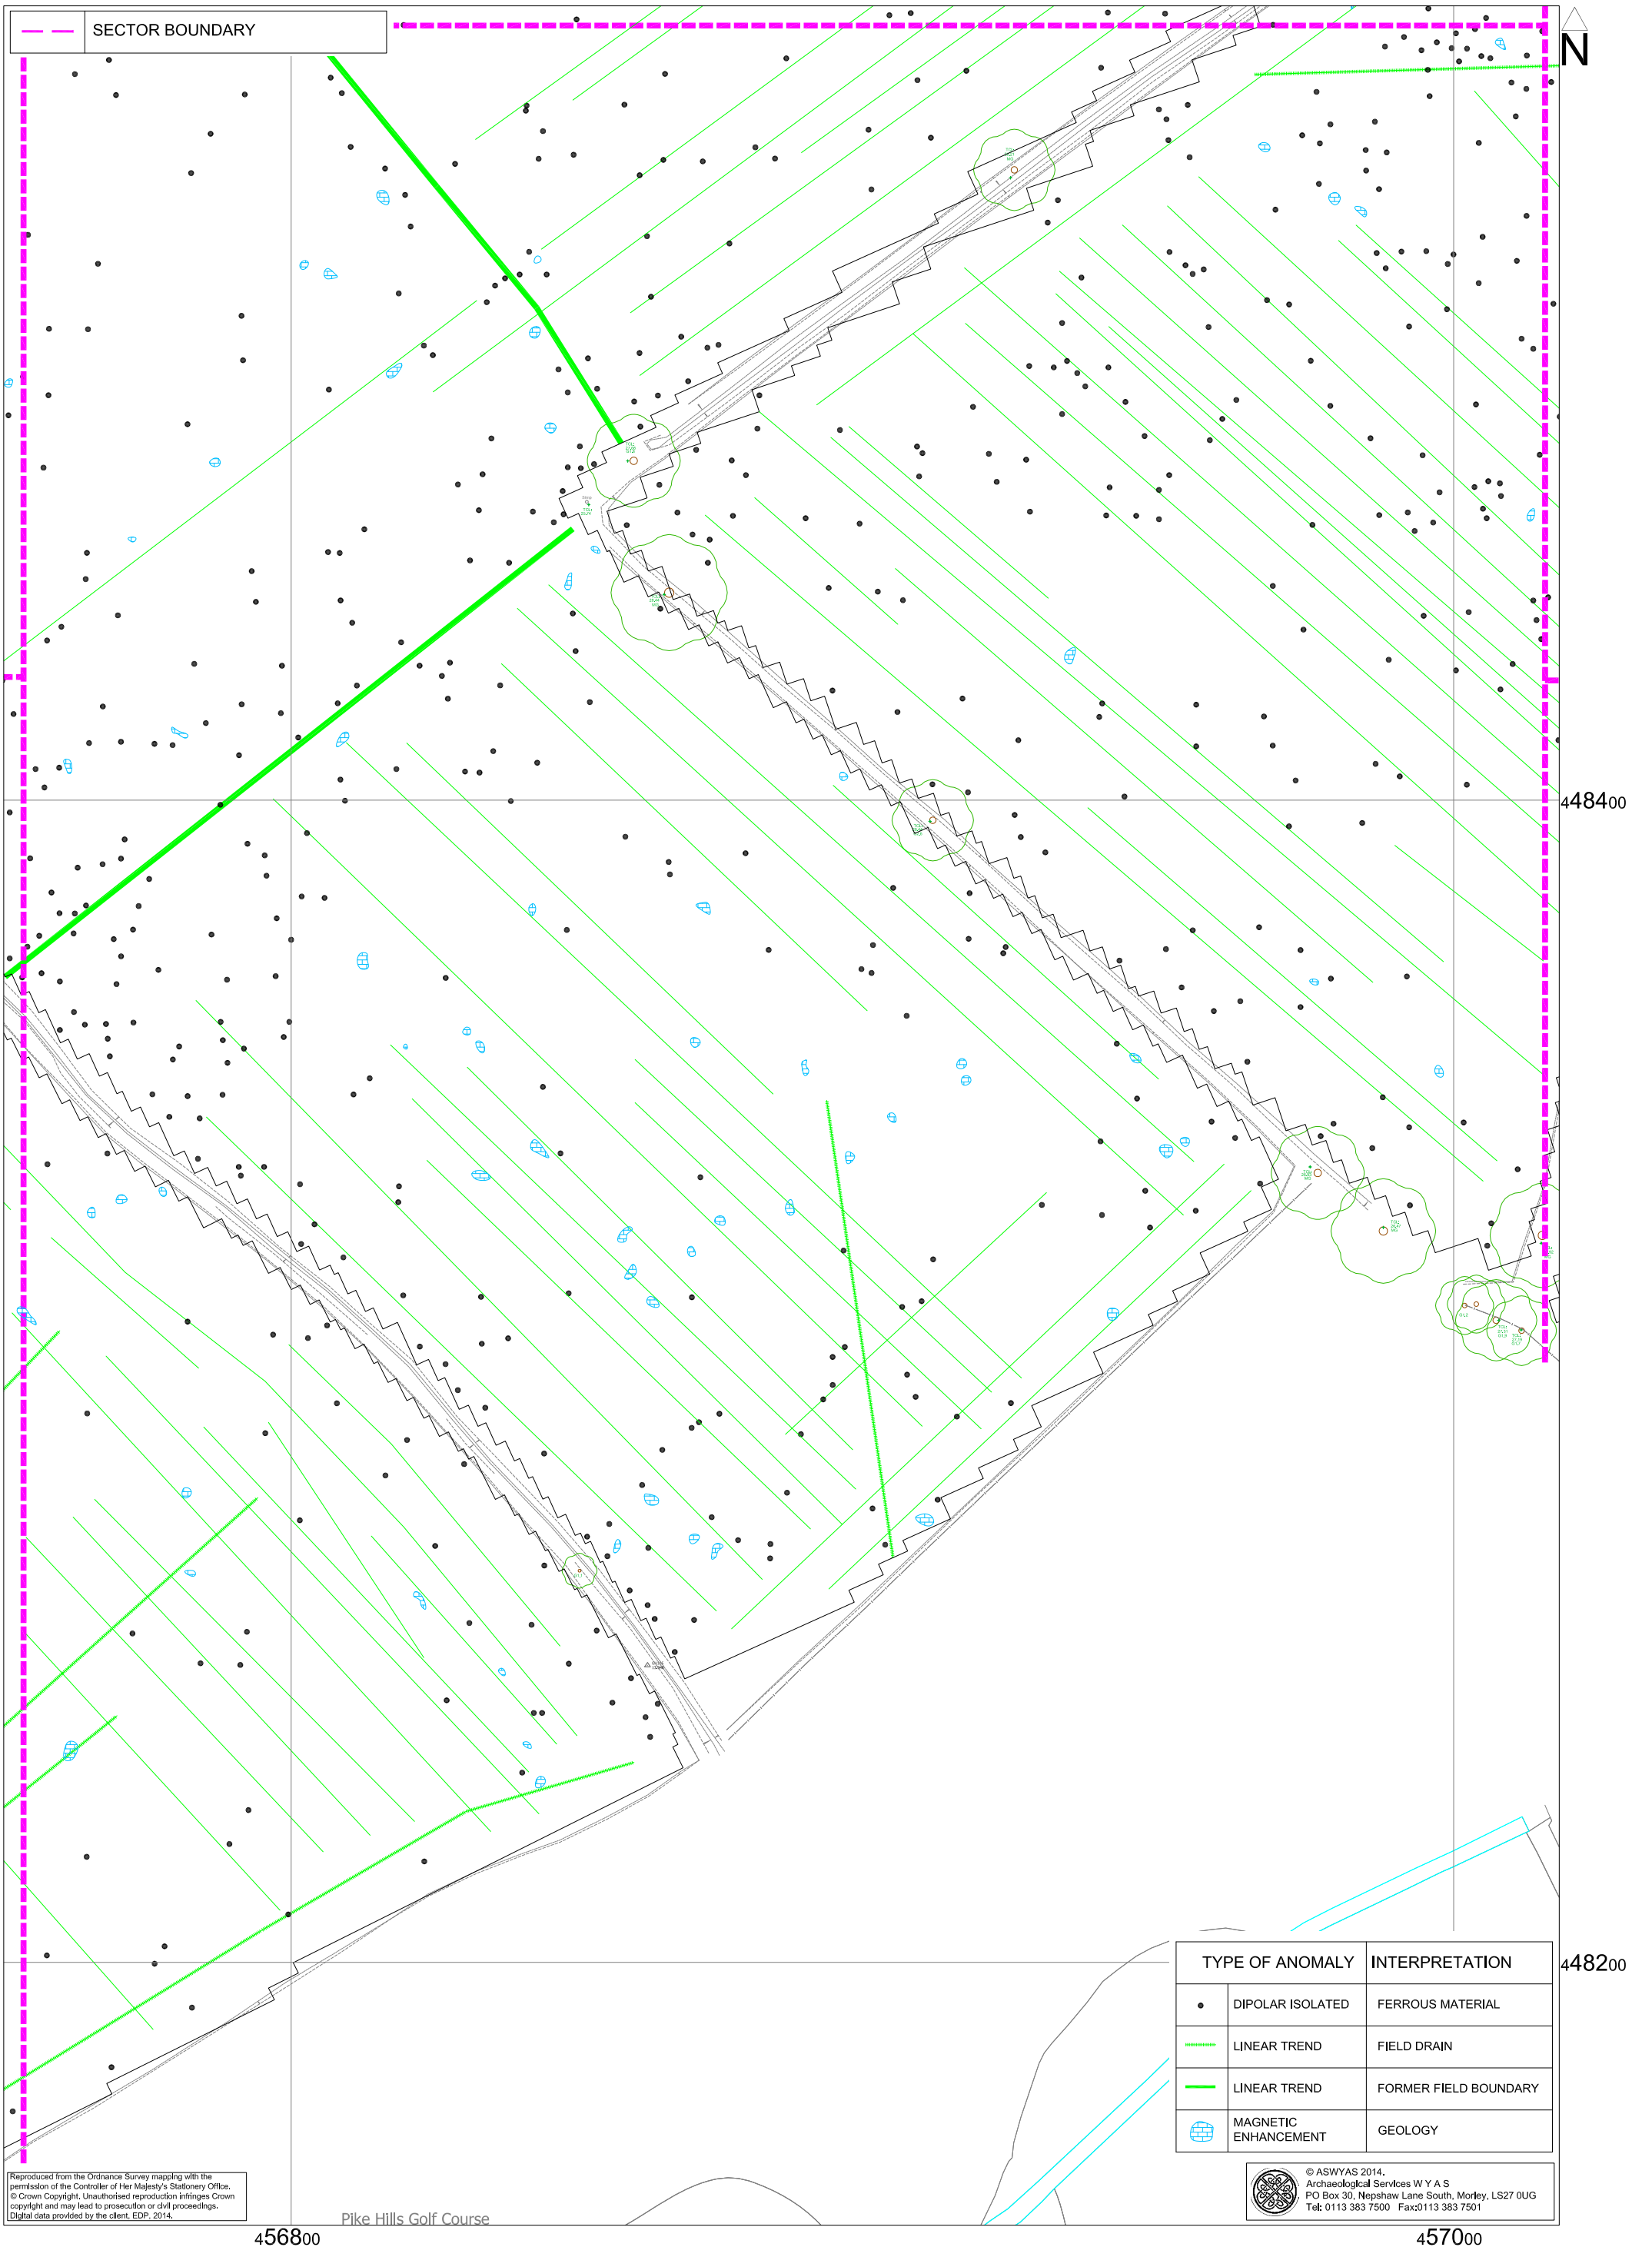 SECTOR BOUNDARY
N
448400
448200
TYPE OF ANOMALY INTERPRETATION
DIPOLAR ISOLATED FERROUS MATERIAL
LINEAR TREND FIELD DRAIN
LINEAR TREND FORMER FIELD BOUNDARY
MAGNETIC
ENHANCEMENT GEOLOGY
Reproduced from the Ordnance Survey mapping with the
permission of the Controller of Her Majesty's Stationery Office.
© Crown Copyright. Unauthorised reproduction infringes Crown
copyright and may lead to prosecution or civil proceedings.
Digital data provided by the client, EDP, 2014.
Pike Hills Golf Course
© ASWYAS 2014.
Archaeological Services W Y A S
PO Box 30, Nepshaw Lane South, Morley, LS27 0UG
Tel: 0113 383 7500 Fax:0113 383 7501
456800
457000